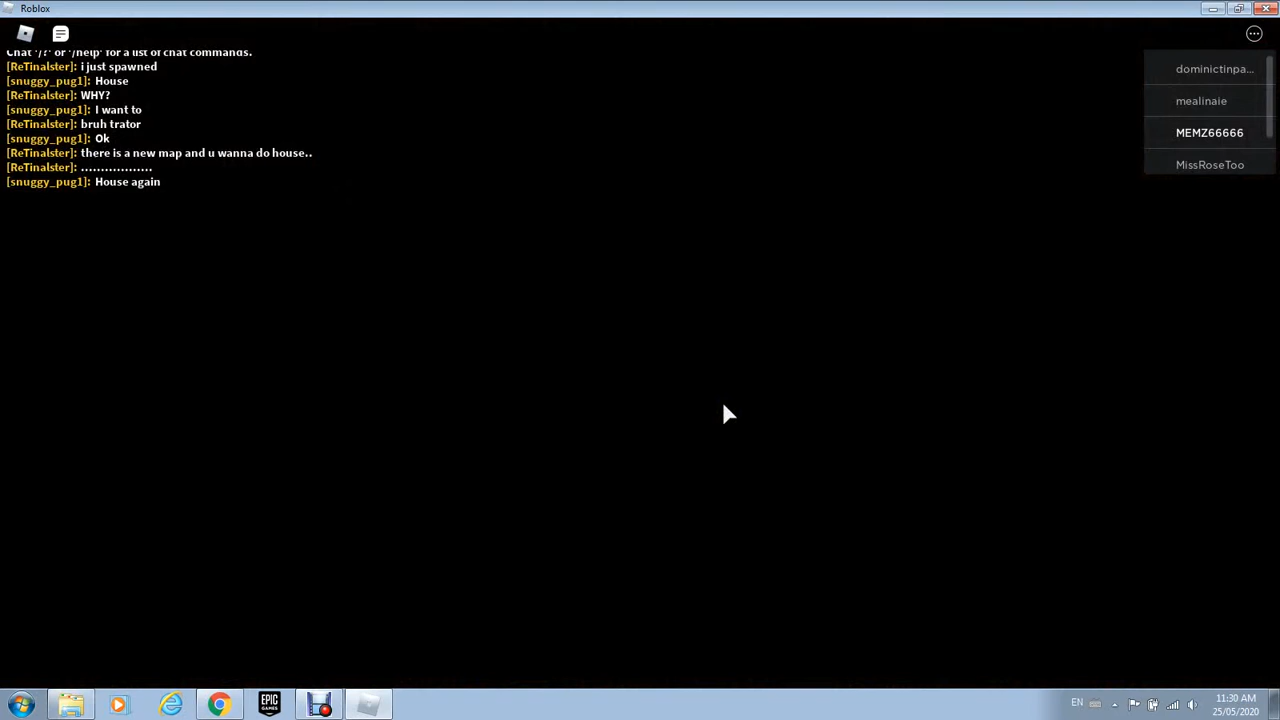 Roblox
Chat '/?' or '/help' for a list of chat commands.
[ReTinalster]: i just spawned
[snuggy_pug1]: House
[ReTinalster]: WHY?
[snuggy_pug1]: I want to
[ReTinalster]: bruh trator
[snuggy_pug1]: Ok
[ReTinalster]: there is a new map and u wanna do house..
[ReTinalster]: ..................
[snuggy_pug1]: House again
dominictinpa...
mealinaie
MEMZ66666
MissRoseToo
EPIC
GAMES
EN
11:30 AM
25/05/2020